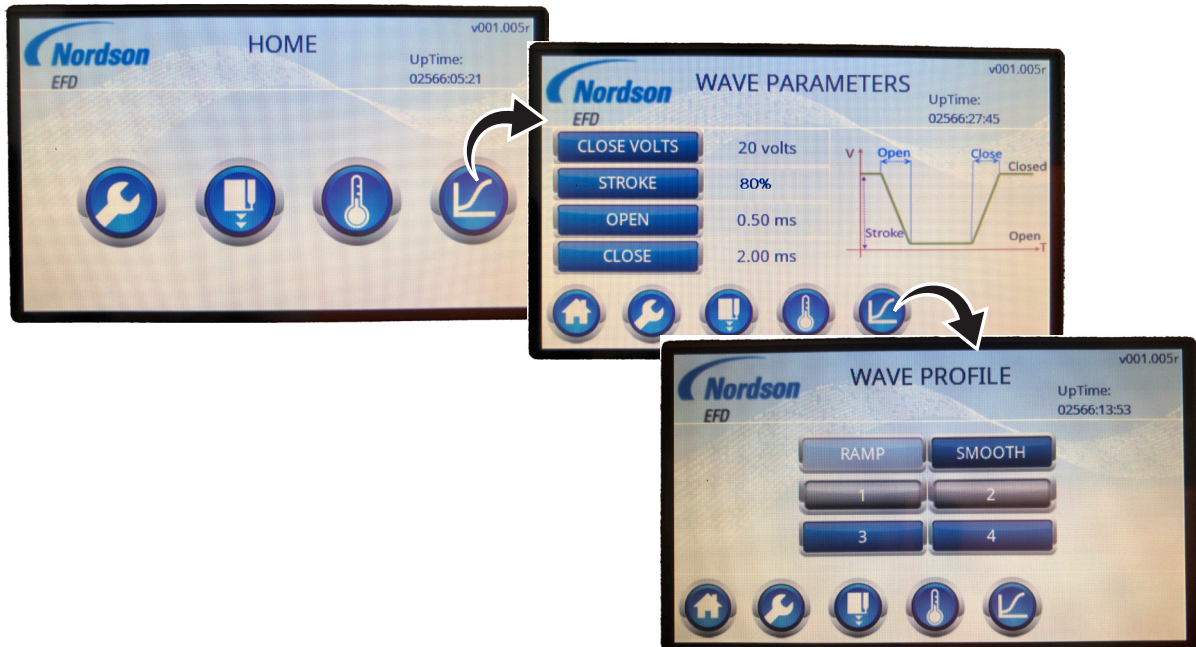 HOME
v001.005r
Nordson
EFD
UpTime:
02566:05:21
WAVE PARAMETERS
v001.005r
Nordson
EFD
UpTime:
02566:27:45
CLOSE VOLTS 20 volts
STROKE 80%
OPEN 0.50 ms
CLOSE 2.00 ms
V Open Close
Closed
Stroke
Open
T
WAVE PROFILE
v001.005r
Nordson
EFD
UpTime:
02566:13:53
RAMP SMOOTH
1 2
3 4